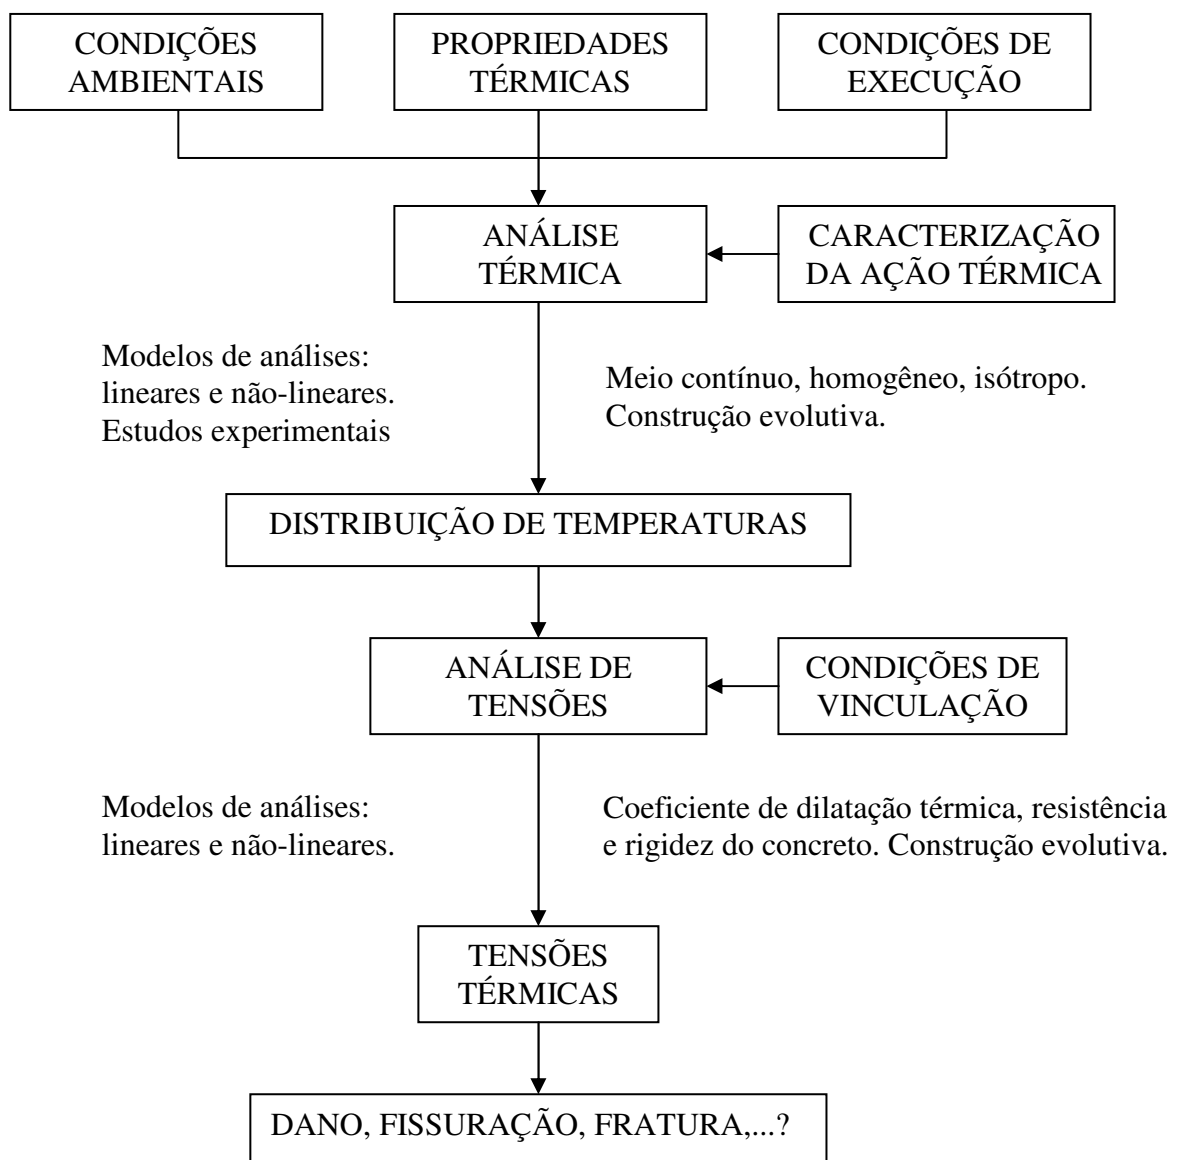 CONDIÇÕES
AMBIENTAIS
PROPRIEDADES
TÉRMICAS
CONDIÇÕES DE
EXECUÇÃO
ANÁLISE
TÉRMICA
CARACTERIZAÇÃO
DA AÇÃO TÉRMICA
Modelos de análises:
lineares e não-lineares.
Estudos experimentais
Meio contínuo, homogêneo, isótropo.
Construção evolutiva.
DISTRIBUIÇÃO DE TEMPERATURAS
ANÁLISE DE
TENSÕES
CONDIÇÕES DE
VINCULAÇÃO
Modelos de análises:
lineares e não-lineares.
Coeficiente de dilatação térmica, resistência
e rigidez do concreto. Construção evolutiva.
TENSÕES
TÉRMICAS
DANO, FISSURAÇÃO, FRATURA,...?